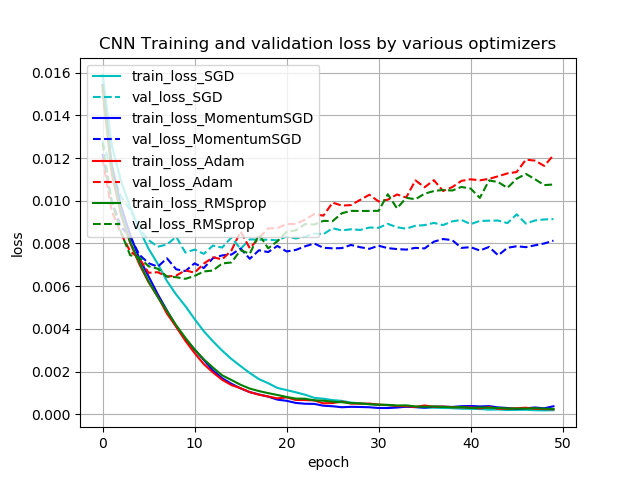 CNN Training and validation loss by various optimizers
0.016
0.014
0.012
0.010
0.008
0.006
0.004
0.002
0.000
loss
train_loss_SGD
val_loss_SGD
train_loss_MomentumSGD
val_loss_MomentumSGD
train_loss_Adam
val_loss_Adam
train_loss_RMSprop
val_loss_RMSprop
0 10 20 30 40 50
epoch